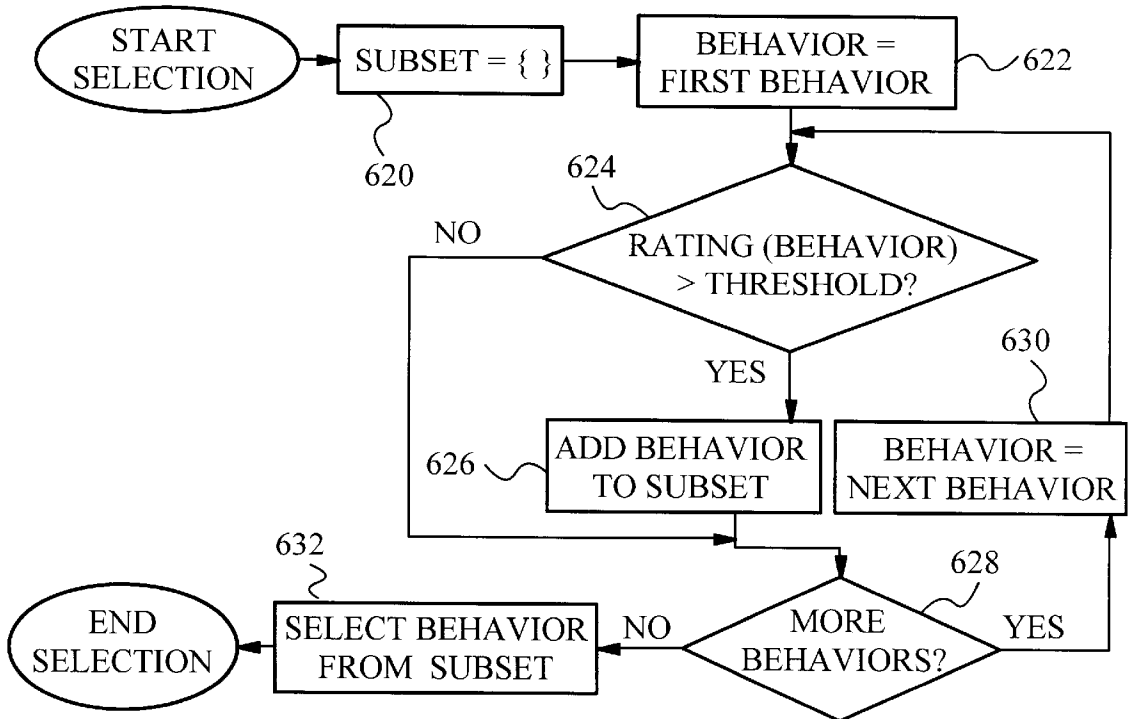 START
SELECTION
SUBSET = { }
BEHAVIOR =
FIRST BEHAVIOR
622
620
624
NO
RATING (BEHAVIOR)
> THRESHOLD?
YES
630
626
ADD BEHAVIOR
TO SUBSET
BEHAVIOR =
NEXT BEHAVIOR
632
628
END
SELECTION
SELECT BEHAVIOR
FROM SUBSET
NO
MORE
BEHAVIORS?
YES